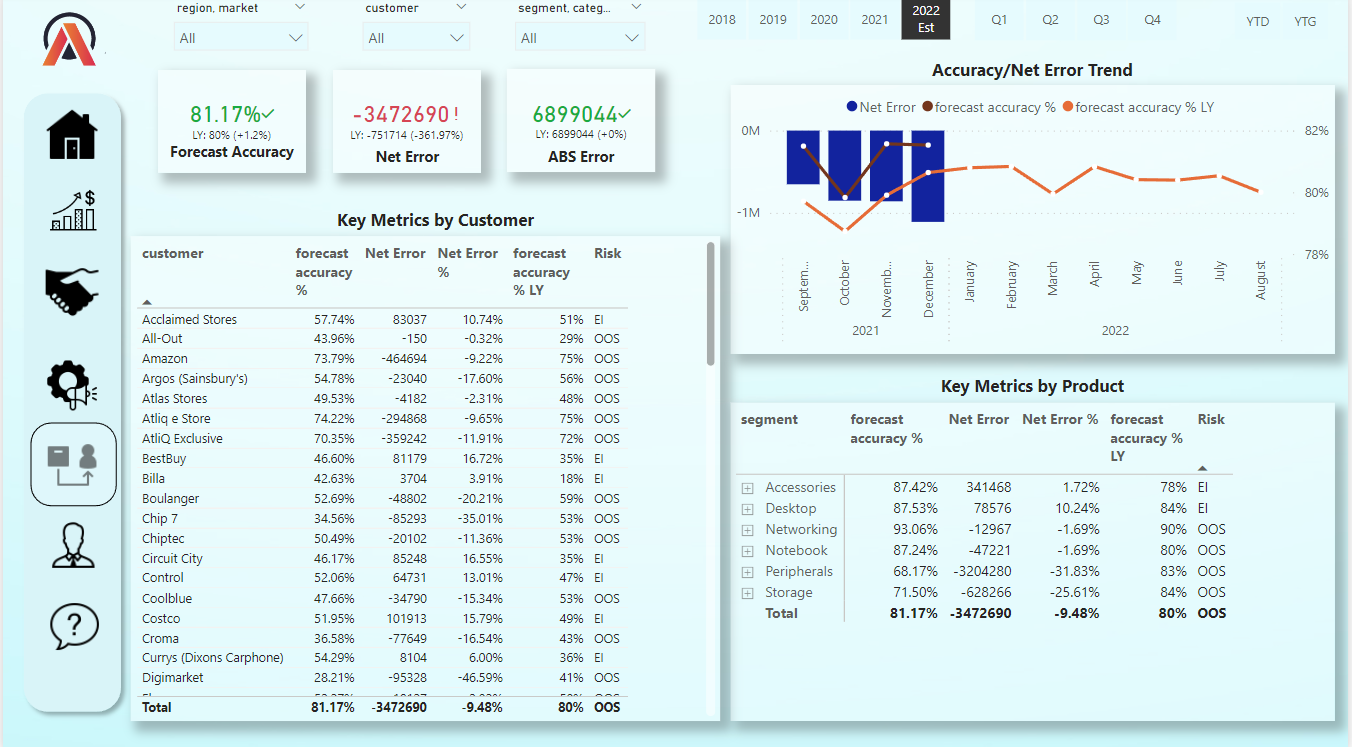 region, market
customer
segment, categ...
All
All
All
2018
2019
2020
2021
2022
Est
Q1
Q2
Q3
Q4
YTD
YTG
81.17%
LY: 80% (+1.2%)
Forecast Accuracy
-3472690!
LY: -751714 (-361.97%)
Net Error
6899044
LY: 6899044 (+0%)
ABS Error
Accuracy/Net Error Trend
Net Error forecast accuracy % forecast accuracy % LY
0M
-1M
82%
80%
78%
Septem...
October
Novemb...
December
January
February
March
April
May
June
July
August
2021
2022
Key Metrics by Customer
customer forecast accuracy % Net Error Net Error % forecast accuracy % LY Risk
Acclaimed Stores 57.74% 83037 10.74% 51% EI
All-Out 43.96% -150 -0.32% 29% OOS
Amazon 73.79% -464694 -9.22% 75% OOS
Argos (Sainsbury's) 54.78% -23040 -17.60% 56% OOS
Atlas Stores 49.53% -4182 -2.31% 48% OOS
Atliq e Store 74.22% -294868 -9.65% 75% OOS
AtliQ Exclusive 70.35% -359242 -11.91% 72% OOS
BestBuy 46.60% 81179 16.72% 35% EI
Billa 42.63% 3704 3.91% 18% EI
Boulanger 52.69% -48802 -20.21% 59% OOS
Chip 7 34.56% -85293 -35.01% 53% OOS
Chiptec 50.49% -20102 -11.36% 53% OOS
Circuit City 46.17% 85248 16.55% 35% EI
Control 52.06% 64731 13.01% 47% EI
Coolblue 47.66% -34790 -15.34% 53% OOS
Costco 51.95% 101913 15.79% 49% EI
Croma 36.58% -77649 -16.54% 43% OOS
Currys (Dixons Carphone) 54.29% 8104 6.00% 36% EI
Digimarket 28.21% -95328 -46.59% 41% OOS
Total 81.17% -3472690 -9.48% 80% OOS
Key Metrics by Product
segment forecast accuracy % Net Error Net Error % forecast accuracy % LY Risk
Accessories 87.42% 341468 1.72% 78% EI
Desktop 87.53% 78576 10.24% 84% EI
Networking 93.06% -12967 -1.69% 90% OOS
Notebook 87.24% -47221 -1.69% 80% OOS
Peripherals 68.17% -3204280 -31.83% 83% OOS
Storage 71.50% -628266 -25.61% 84% OOS
Total 81.17% -3472690 -9.48% 80% OOS